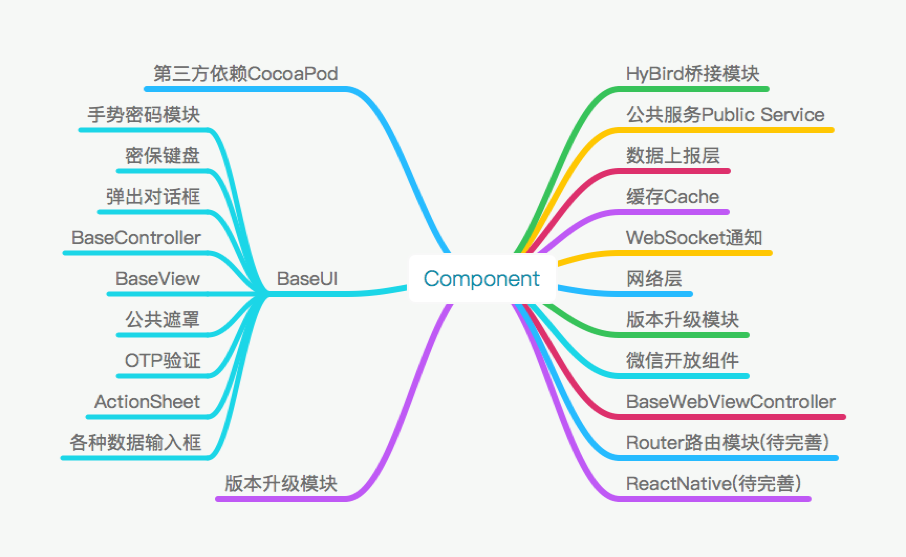 第三方依赖CocoaPod
手势密码模块
密保键盘
弹出对话框
BaseController
BaseView
公共遮罩
OTP验证
ActionSheet
各种数据输入框
BaseUI
版本升级模块
Component
HyBird桥接模块
公共服务Public Service
数据上报层
缓存Cache
WebSocket通知
网络层
版本升级模块
微信开放组件
BaseWebViewController
Router路由模块(待完善)
ReactNative(待完善)